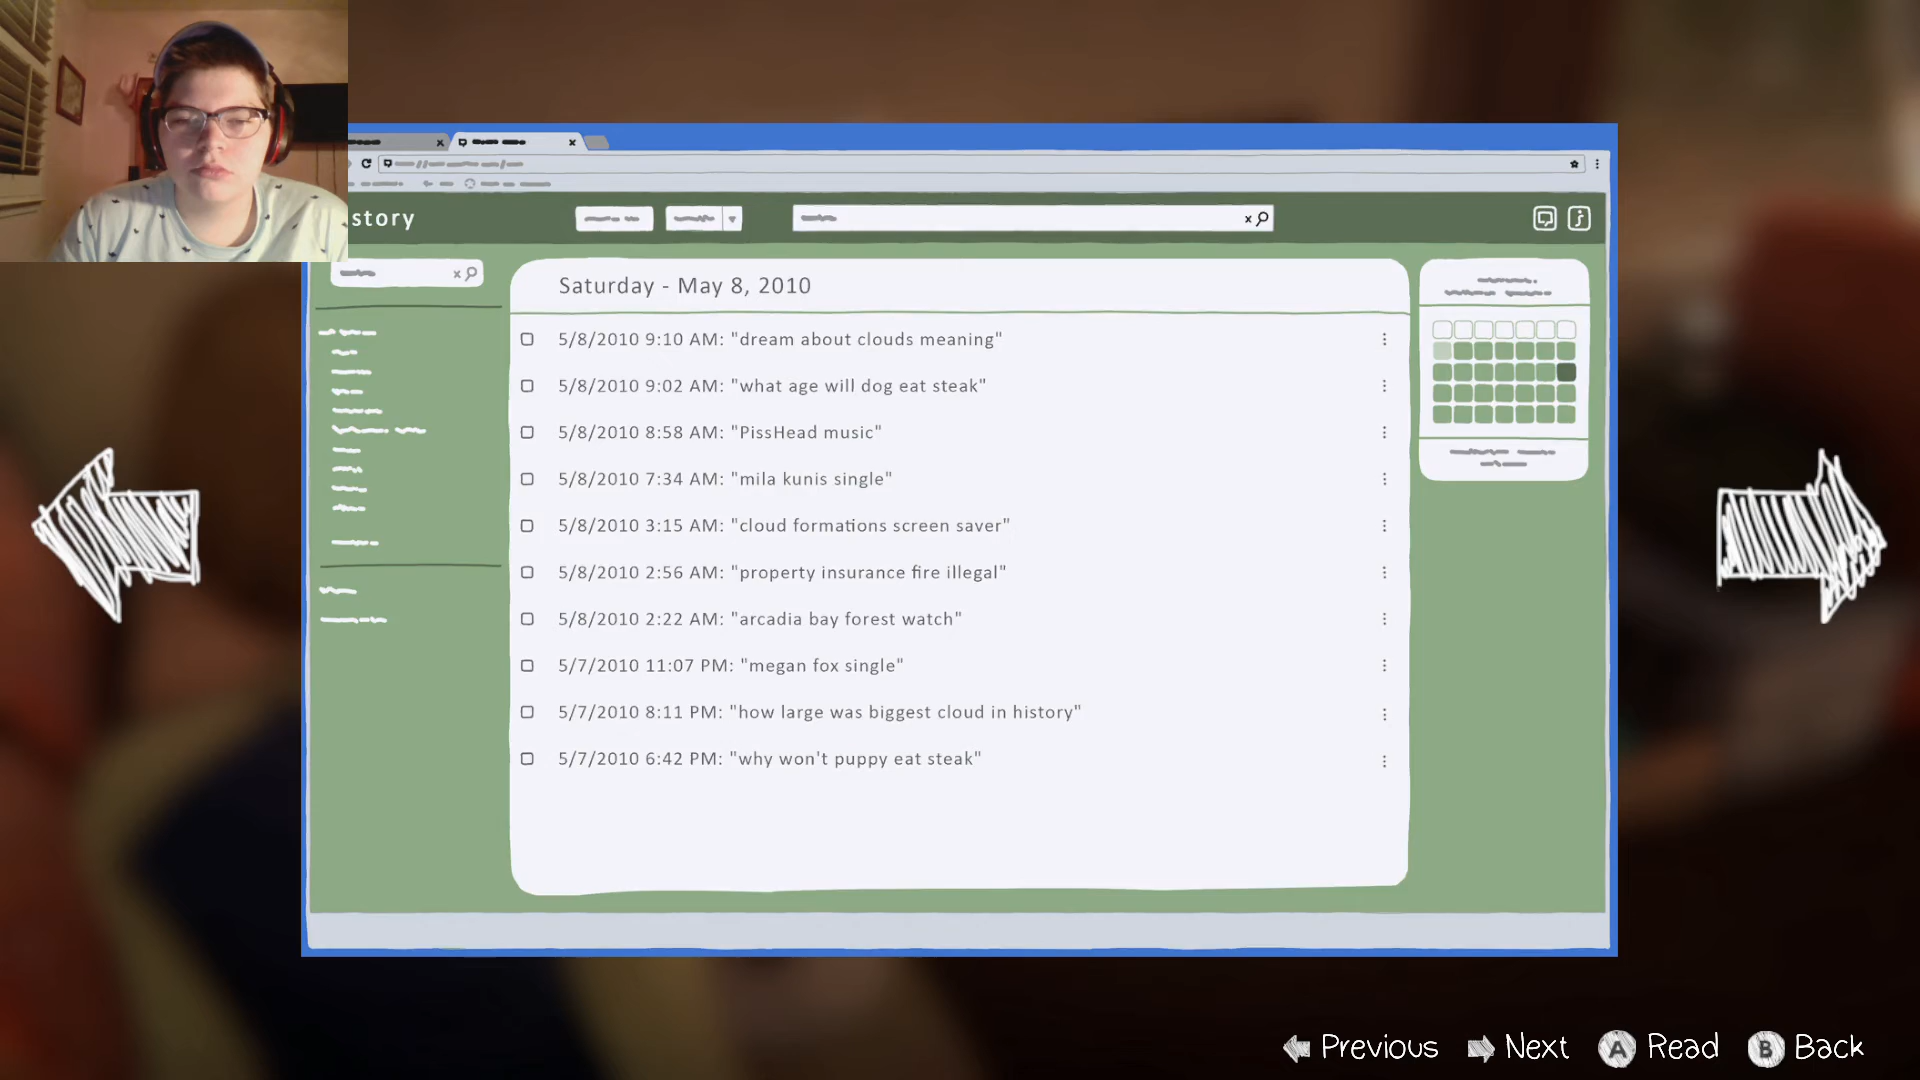 story
Saturday - May 8, 2010
5/8/2010 9:10 AM: "dream about clouds meaning"
5/8/2010 9:02 AM: "what age will dog eat steak"
5/8/2010 8:58 AM: "PissHead music"
5/8/2010 7:34 AM: "mila kunis single"
5/8/2010 3:15 AM: "cloud formations screen saver"
5/8/2010 2:56 AM: "property insurance fire illegal"
5/8/2010 2:22 AM: "arcadia bay forest watch"
5/7/2010 11:07 PM: "megan fox single"
5/7/2010 8:11 PM: "how large was biggest cloud in history"
5/7/2010 6:42 PM: "why won't puppy eat steak"
Previous Next A Read B Back